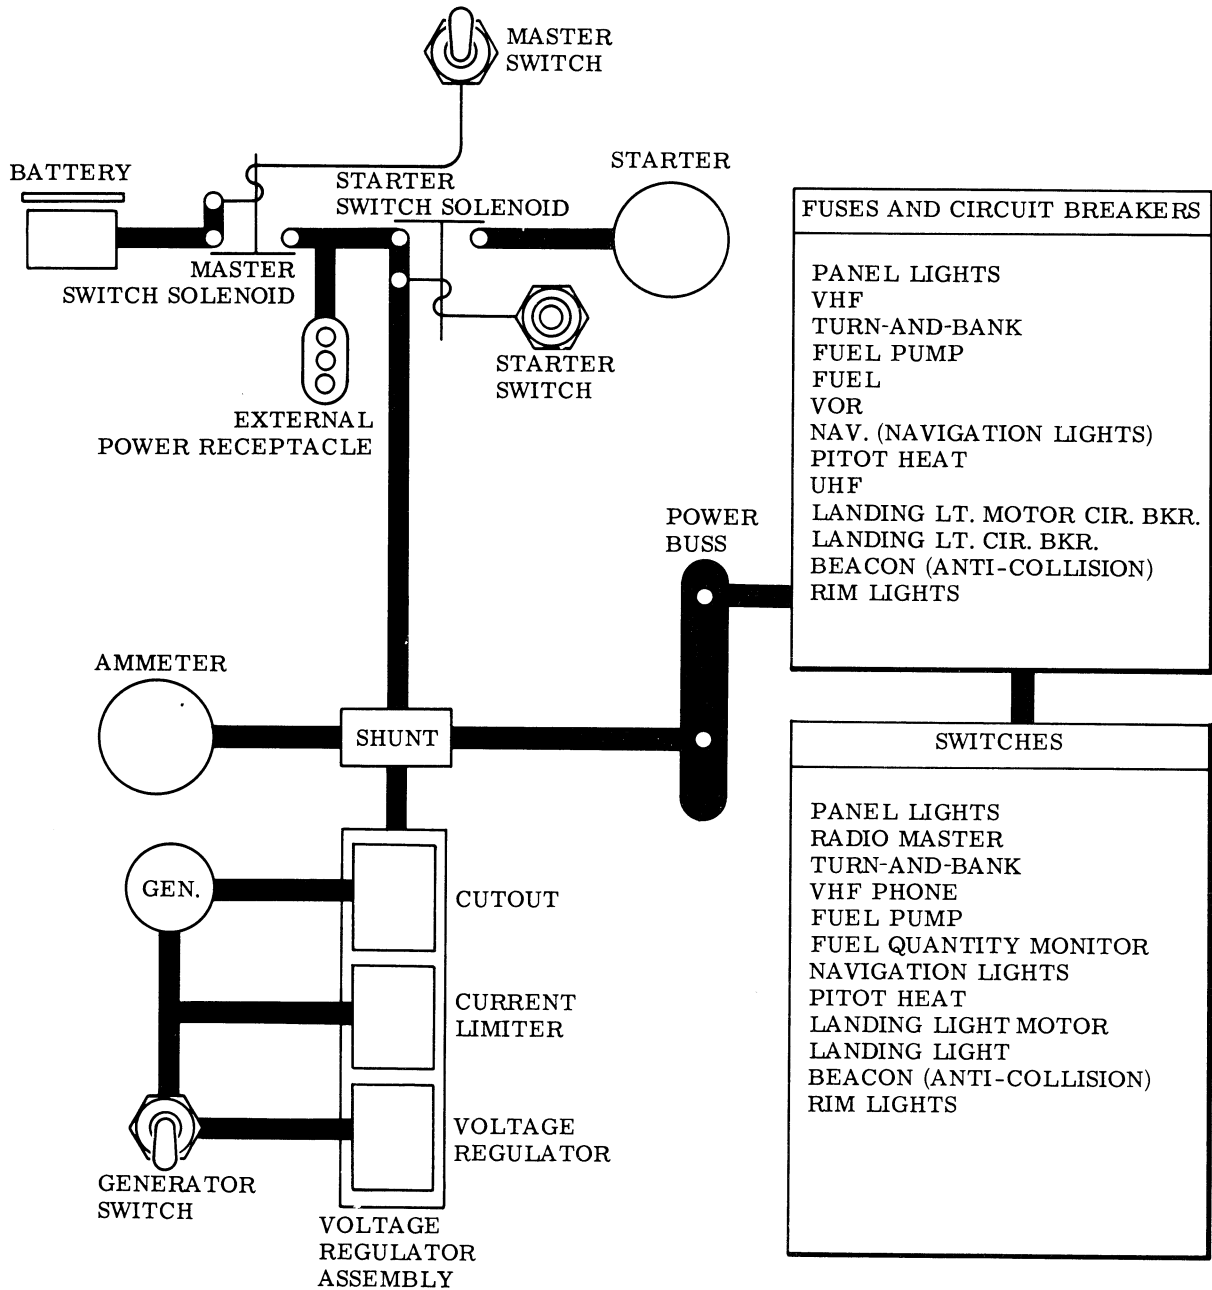 MASTER
SWITCH
BATTERY
STARTER
SWITCH SOLENOID
STARTER
MASTER
SWITCH SOLENOID
STARTER
SWITCH
EXTERNAL
POWER RECEPTACLE
POWER
BUSS
AMMETER
SHUNT
GEN.
CUTOUT
CURRENT
LIMITER
VOLTAGE
REGULATOR
GENERATOR
SWITCH
VOLTAGE
REGULATOR
ASSEMBLY
FUSES AND CIRCUIT BREAKERS
PANEL LIGHTS
VHF
TURN-AND-BANK
FUEL PUMP
FUEL
VOR
NAV. (NAVIGATION LIGHTS)
PITOT HEAT
UHF
LANDING LT. MOTOR CIR. BKR.
LANDING LT. CIR. BKR.
BEACON (ANTI-COLLISION)
RIM LIGHTS
SWITCHES
PANEL LIGHTS
RADIO MASTER
TURN-AND-BANK
VHF PHONE
FUEL PUMP
FUEL QUANTITY MONITOR
NAVIGATION LIGHTS
PITOT HEAT
LANDING LIGHT MOTOR
LANDING LIGHT
BEACON (ANTI-COLLISION)
RIM LIGHTS